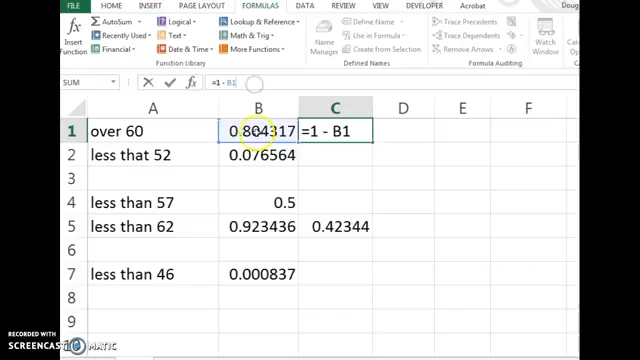 FILE HOME INSERT PAGE LAYOUT FORMULAS DATA REVIEW VIEW DEVELOPER Acrobat Doug
fx Insert Function
AutoSum Logical Lookup & Reference
Recently Used Text Math & Trig
Financial Date & Time More Functions
Function Library
Name Manager
Define Name
Use in Formula
Create from Selection
Defined Names
Trace Precedents
Trace Dependents
Remove Arrows
Formula Auditing
Watch Window
SUM fx =1 - B1
A B C D E F
1 over 60 =1 - B1
2 less that 52 0.076564
3
4 less than 57 0.5
5 less than 62 0.923436 0.42344
6
7 less than 46 0.000837
8
9
RECORDED WITH
SCREENCAST MATIC